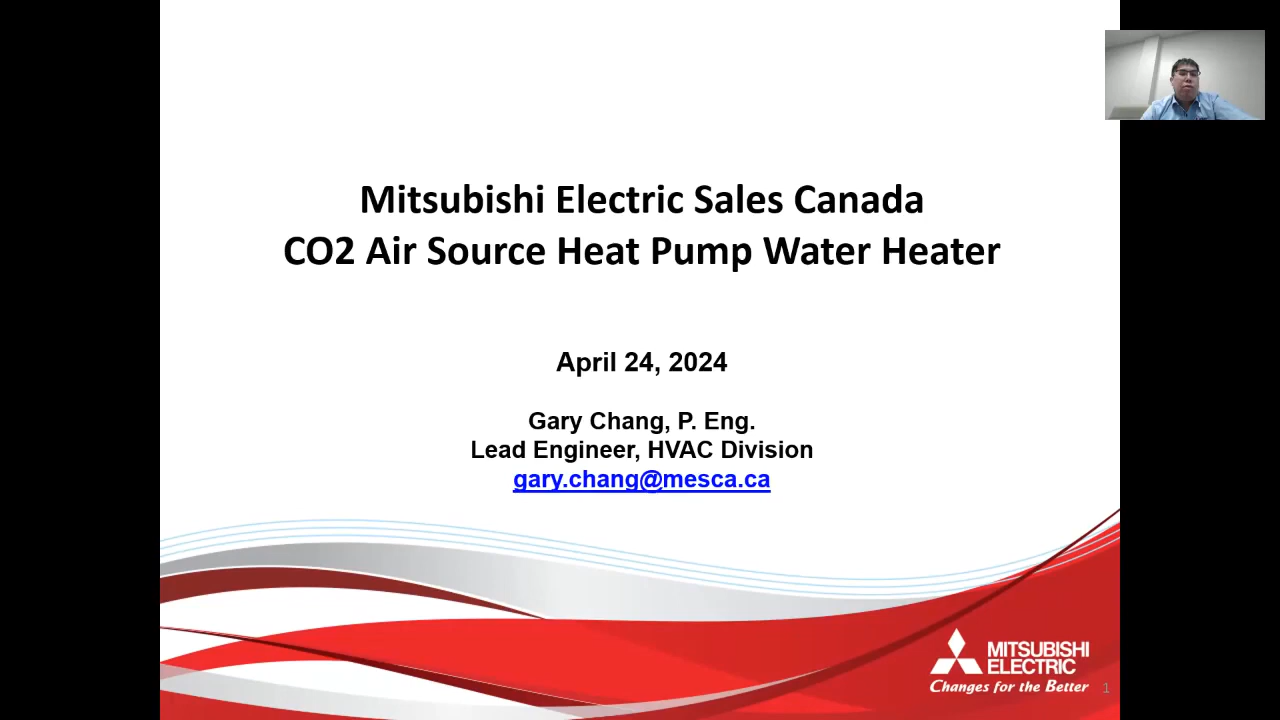 Mitsubishi Electric Sales Canada
CO2 Air Source Heat Pump Water Heater
April 24, 2024
Gary Chang, P. Eng.
Lead Engineer, HVAC Division
gary.chang@mesca.ca
MITSUBISHI
ELECTRIC
Changes for the Better
1